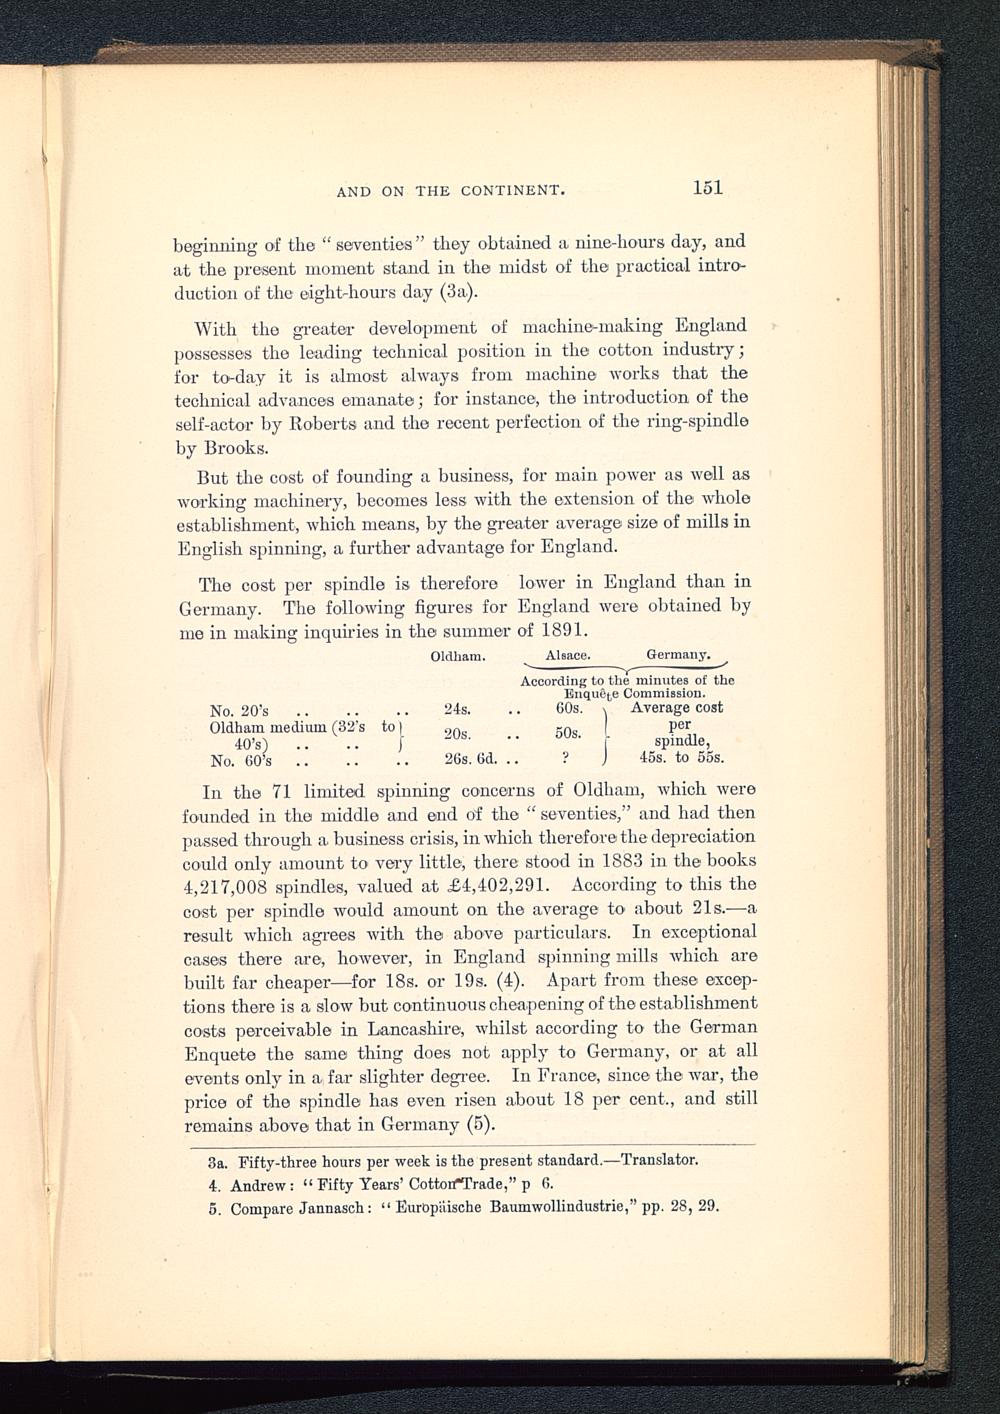 AND ON THE CONTINENT. 151
beginning of the “ seventies ” they obtained a nine-hours day, and
at the present moment stand in the midst of the practical intro-
duction of the eight-hours day (3a).
With the greater development of machine-making England
possesses the leading technical position in the cotton industry ;
for to-day it is almost always from machine works that the
technical advances emanate ; for instance, the introduction of the
self-actor by Roberts and the recent perfection of the ring-spindle
by Brooks.
But the cost of founding a business, for main power as well as
working machinery, becomes less with the extension of the whole
establishment, which means, by the greater average size of mills in
English spinning, a further advantage for England.
The cost per spindle is therefore lower in England than in
Germany. The following figures for England were obtained by
me in making inquiries in the summer of 1891.
Oldham. Alsace. Germany.
According to the minutes of the
Enquête Commission.
No. 20's .. .. .. 24s. .. 60s. Average cost
Oldham medium (32's to } 20s. .. 50s. } per
40's) .. .. spindle,
No. 60's .. .. .. 26s. 6d. .. ? 45s. to 55s.
In the 71 limited spinning concerns of Oldham, which were
founded in the middle and end of the “ seventies,” and had then
passed through a business crisis, in which therefore the depreciation
could only amount to very little, there stood in 1883 in the books
4,217,008 spindles, valued at £4,402,291. According to this the
cost per spindle would amount on the average to about 21s.—a
result which agrees with the above particulars. In exceptional
cases there are, however, in England spinning mills which are
built far cheaper—for 18s. or 19s. (4). Apart from these excep-
tions there is a slow but continuous cheapening of the establishment
costs perceivable in Lancashire, whilst according to the German
Enquete the same thing does not apply to Germany, or at all
events only in a far slighter degree. In France, since the war, the
price of the spindle has even risen about 18 per cent., and still
remains above that in Germany (5).
3a. Fifty-three hours per week is the present standard.—Translator.
4. Andrew : “ Fifty Years' Cotton Trade,” p 6.
5. Compare Jannasch : “ Europäische Baumwollindustrie,” pp. 28, 29.